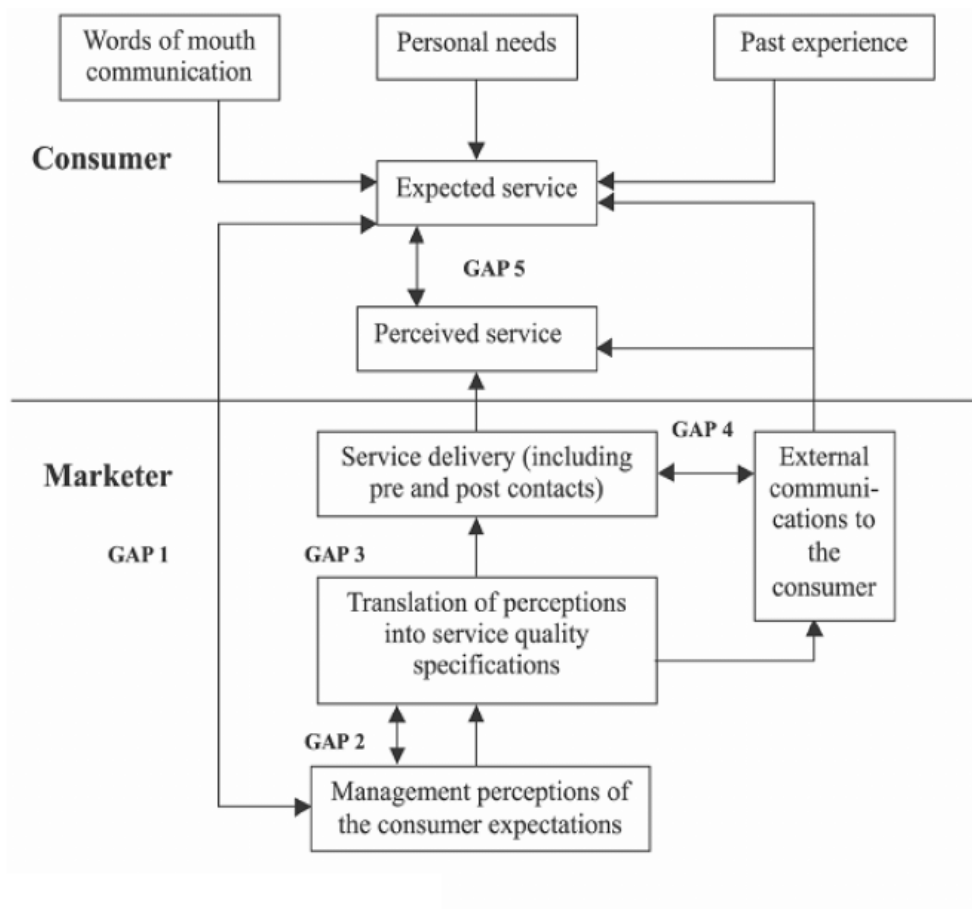 Words of mouth
communication
Personal needs
Past experience
Consumer
Expected service
GAP 5
Perceived service
GAP 4
Marketer
Service delivery (including
pre and post contacts)
External
communi-
cations to
the
consumer
GAP 1
GAP 3
Translation of perceptions
into service quality
specifications
GAP 2
Management perceptions of
the consumer expectations